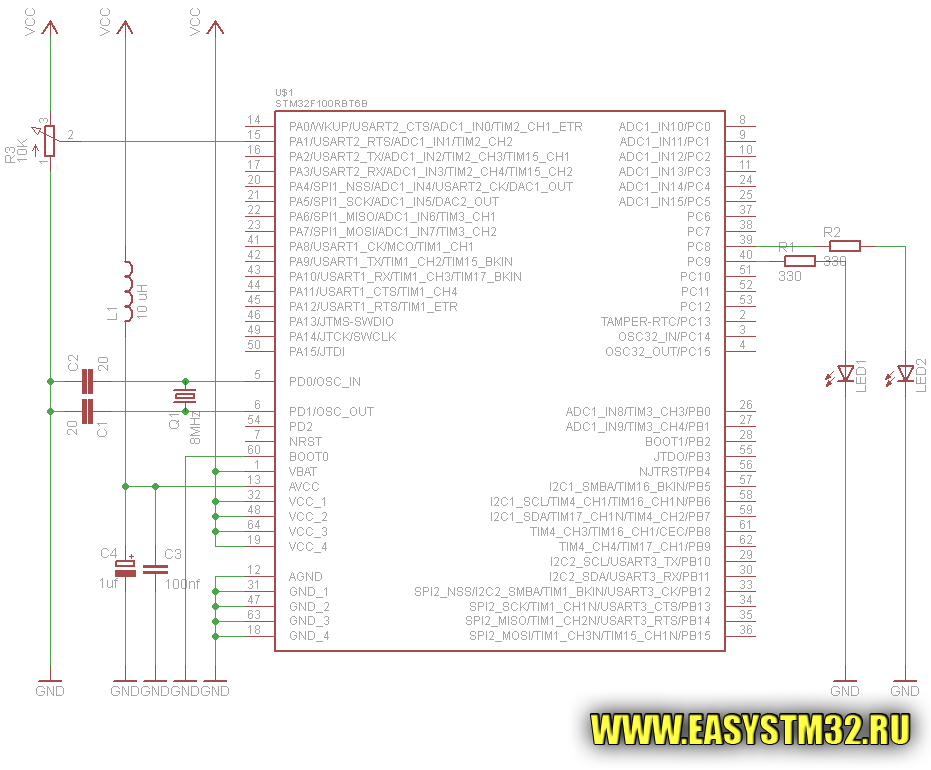 VCC
VCC
VCC
U$1
STM32F100RBT6B
14 PA0/WKUP/USART2_CTS/ADC1_IN0/TIM2_CH1_ETR ADC1_IN10/PC0 8
15 PA1/USART2_RTS/ADC1_IN1/TIM2_CH2 ADC1_IN11/PC1 9
16 PA2/USART2_TX/ADC1_IN2/TIM2_CH3/TIM15_CH1 ADC1_IN12/PC2 10
17 PA3/USART2_RX/ADC1_IN3/TIM2_CH4/TIM15_CH2 ADC1_IN13/PC3 11
20 PA4/SPI1_NSS/ADC1_IN4/USART2_CK/DAC1_OUT ADC1_IN14/PC4 24
21 PA5/SPI1_SCK/ADC1_IN5/DAC2_OUT ADC1_IN15/PC5 25
22 PA6/SPI1_MISO/ADC1_IN6/TIM3_CH1 PC6 37
23 PA7/SPI1_MOSI/ADC1_IN7/TIM3_CH2 PC7 38
41 PA8/USART1_CK/MCO/TIM1_CH1 PC8 39
42 PA9/USART1_TX/TIM1_CH2/TIM15_BKIN PC9 40
43 PA10/USART1_RX/TIM1_CH3/TIM17_BKIN PC10 51
44 PA11/USART1_CTS/TIM1_CH4 PC11 52
45 PA12/USART1_RTS/TIM1_ETR PC12 53
46 PA13/JTMS-SWDIO TAMPER-RTC/PC13 2
49 PA14/JTCK/SWCLK OSC32_IN/PC14 3
50 PA15/JTDI OSC32_OUT/PC15 4
5 PD0/OSC_IN
6 PD1/OSC_OUT ADC1_IN8/TIM3_CH3/PB0 26
54 PD2 ADC1_IN9/TIM3_CH4/PB1 27
7 NRST BOOT1/PB2 28
60 BOOT0 JTDO/PB3 55
1 VBAT NJTRST/PB4 56
13 AVCC I2C1_SMBA/TIM16_BKIN/PB5 57
32 VCC_1 I2C1_SCL/TIM4_CH1/TIM16_CH1N/PB6 58
48 VCC_2 I2C1_SDA/TIM17_CH1N/TIM4_CH2/PB7 59
64 VCC_3 TIM4_CH3/TIM16_CH1/CEC/PB8 61
19 VCC_4 TIM4_CH4/TIM17_CH1/PB9 62
I2C2_SCL/USART3_TX/PB10 29
12 AGND I2C2_SDA/USART3_RX/PB11 30
31 GND_1 SPI2_NSS/I2C2_SMBA/TIM1_BKIN/USART3_CK/PB12 33
47 GND_2 SPI2_SCK/TIM1_CH1N/USART3_CTS/PB13 34
63 GND_3 SPI2_MISO/TIM1_CH2N/USART3_RTS/PB14 35
18 GND_4 SPI2_MOSI/TIM1_CH3N/TIM15_CH1N/PB15 36
R3
10K
3
2
1
L1
10 uH
C2
20
C1
20
Q1
8MHz
C4
+
1uf
C3
100nf
R1
330
R2
330
LED1
LED2
GND
GND
GND
GND
GND
GND
GND
WWW.EASYSTM32.RU